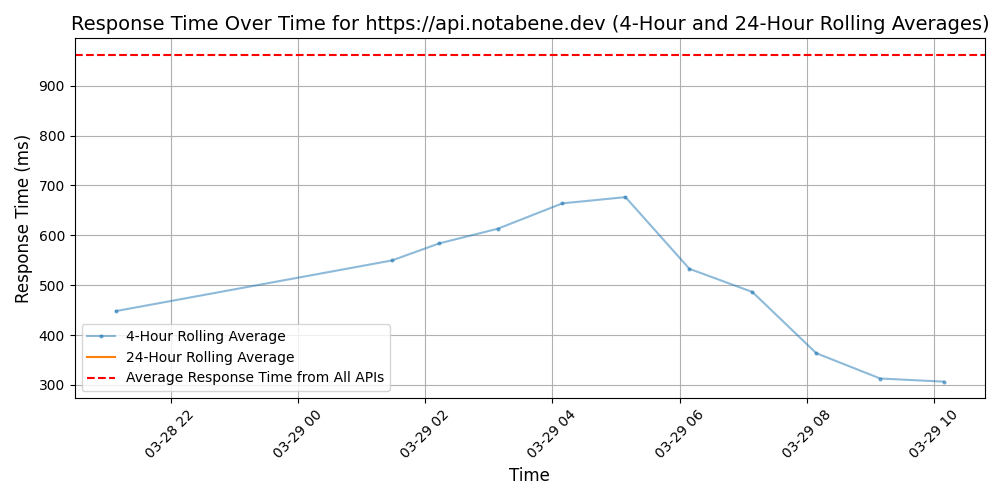 Response Time Over Time for https://api.notabene.dev (4-Hour and 24-Hour Rolling Averages)
Response Time (ms)
900
800
700
600
500
400
300
4-Hour Rolling Average
24-Hour Rolling Average
Average Response Time from All APIs
03-28 22
03-29 00
03-29 02
03-29 04
03-29 06
03-29 08
03-29 10
Time